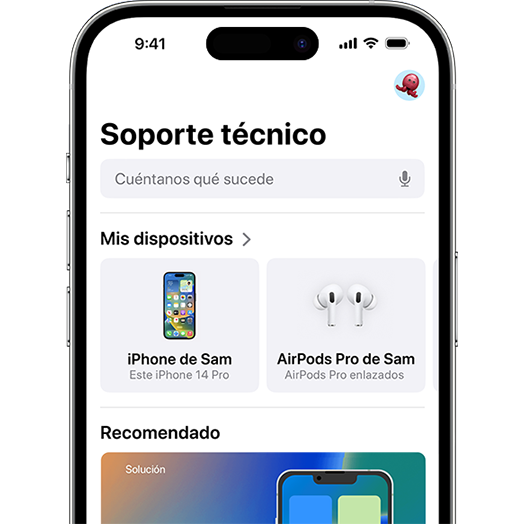 9:41
Soporte técnico
Cuéntanos qué sucede
Mis dispositivos
iPhone de Sam
Este iPhone 14 Pro
AirPods Pro de Sam
AirPods Pro enlazados
Recomendado
Solución